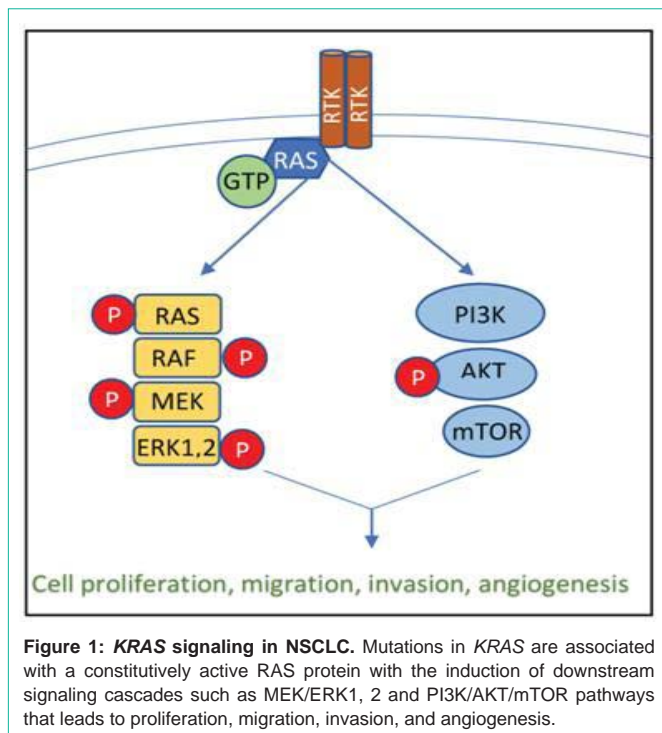 RTK RTK
RAS
GTP
P RAS
RAF P
P MEK
ERK1,2 P
PI3K
P AKT
mTOR
Cell proliferation, migration, invasion, angiogenesis
Figure 1: KRAS signaling in NSCLC. Mutations in KRAS are associated
with a constitutively active RAS protein with the induction of downstream
signaling cascades such as MEK/ERK1, 2 and PI3K/AKT/mTOR pathways
that leads to proliferation, migration, invasion, and angiogenesis.